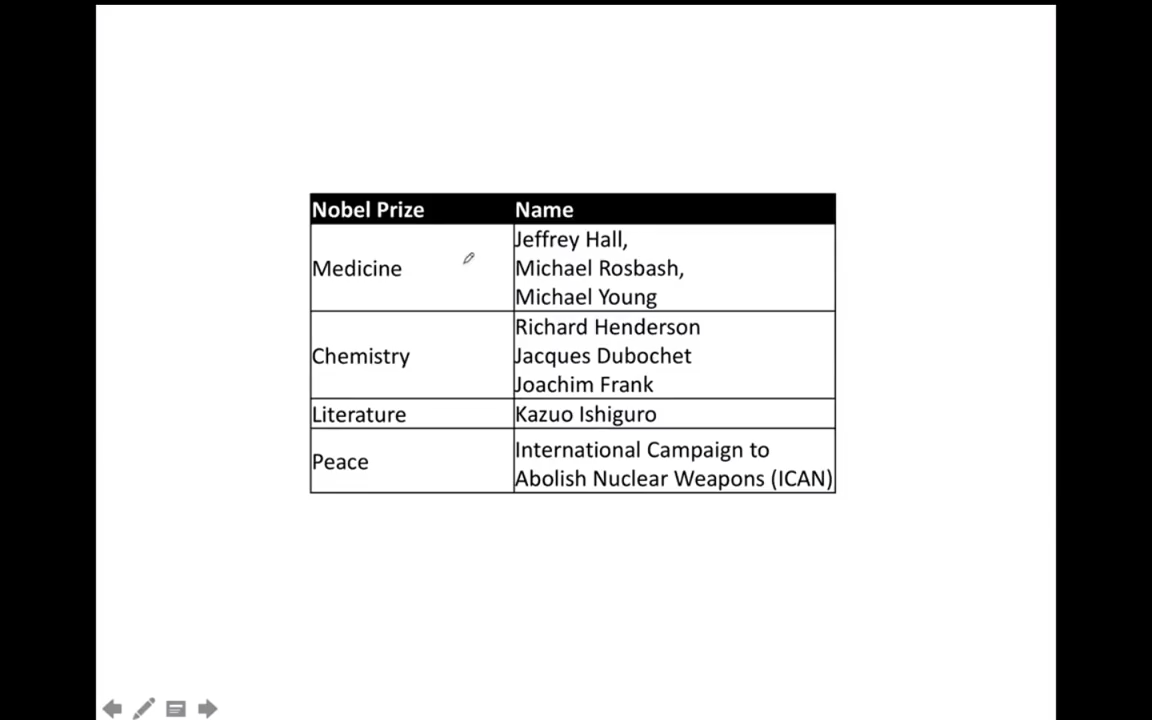 Nobel Prize Name
Medicine
Jeffrey Hall,
Michael Rosbash,
Michael Young
Chemistry
Richard Henderson
Jacques Dubochet
Joachim Frank
Literature Kazuo Ishiguro
Peace
International Campaign to
Abolish Nuclear Weapons (ICAN)